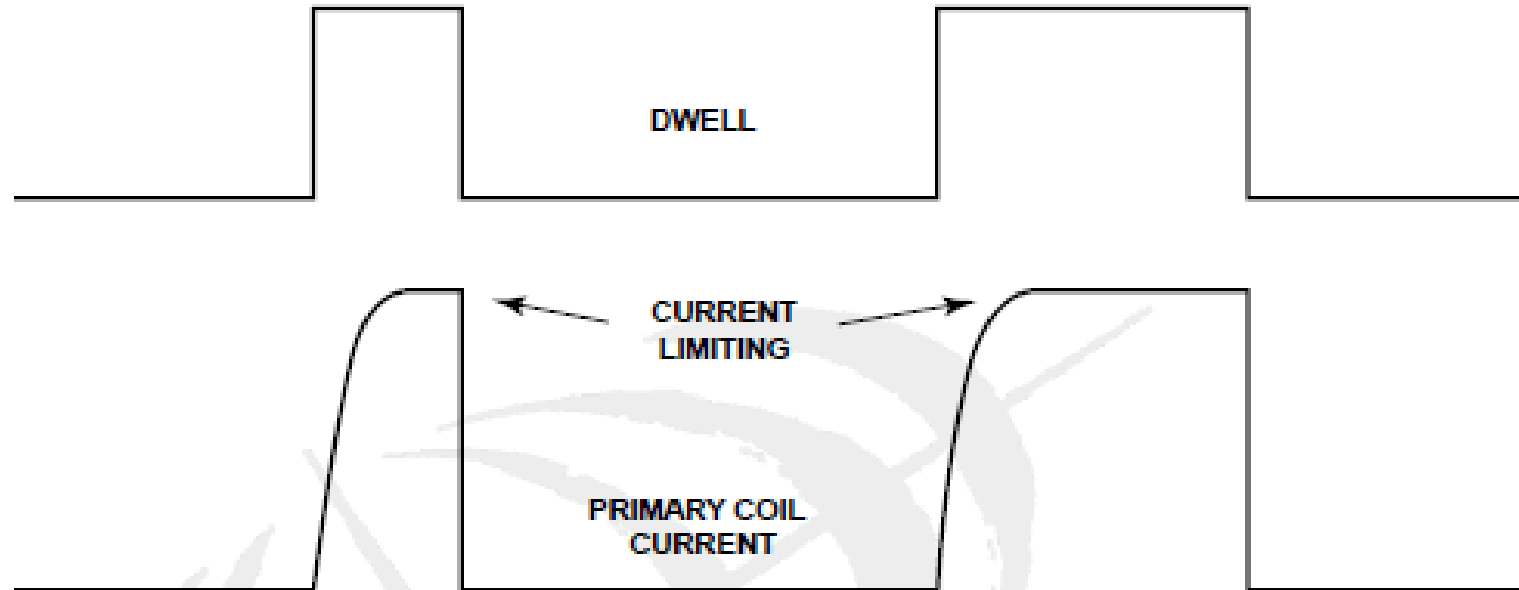 DWELL
CURRENT
LIMITING
PRIMARY COIL
CURRENT